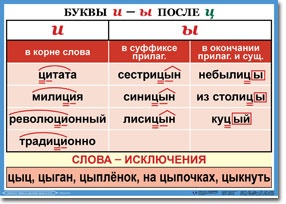 БУКВЫ и – ы ПОСЛЕ ц
и ы
в корне слова в суффиксе прилаг. в окончании прилаг. и сущ.
цитата сестрицын небылицы
милиция синицын из столицы
революционный лисицын куцый
традиционно
СЛОВА – ИСКЛЮЧЕНИЯ
цыц, цыган, цыплёнок, на цыпочках, цыкнуть